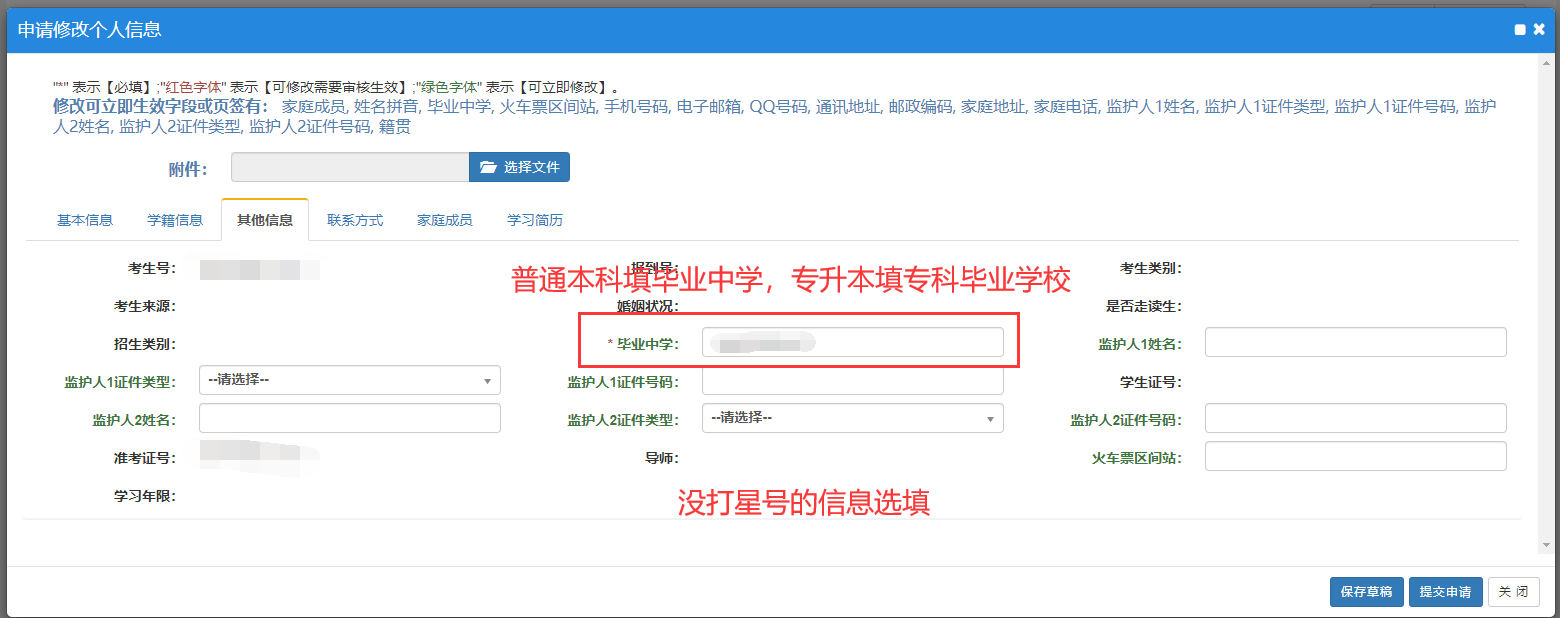 申请修改个人信息
"*" 表示【必填】;"红色字体" 表示【可修改需要审核生效】;"绿色字体" 表示【可立即修改】。
修改可立即生效字段或页签有： 家庭成员, 姓名拼音, 毕业中学, 火车票区间站, 手机号码, 电子邮箱, QQ号码, 通讯地址, 邮政编码, 家庭地址, 家庭电话, 监护人1姓名, 监护人1证件类型, 监护人1证件号码, 监护
人2姓名, 监护人2证件类型, 监护人2证件号码, 籍贯
附件： 选择文件
基本信息 学籍信息 其他信息 联系方式 家庭成员 学习简历
考生号： 报到号： 考生类别：
普通本科填毕业中学，专升本填专科毕业学校
考生来源： 婚姻状况： 是否走读生：
招生类别： * 毕业中学： 监护人1姓名：
监护人1证件类型： --请选择-- 监护人1证件号码： 学生证号：
监护人2姓名： 监护人2证件类型： --请选择-- 监护人2证件号码：
准考证号： 导师： 火车票区间站：
学习年限：
没打星号的信息选填
保存草稿 提交申请 关 闭